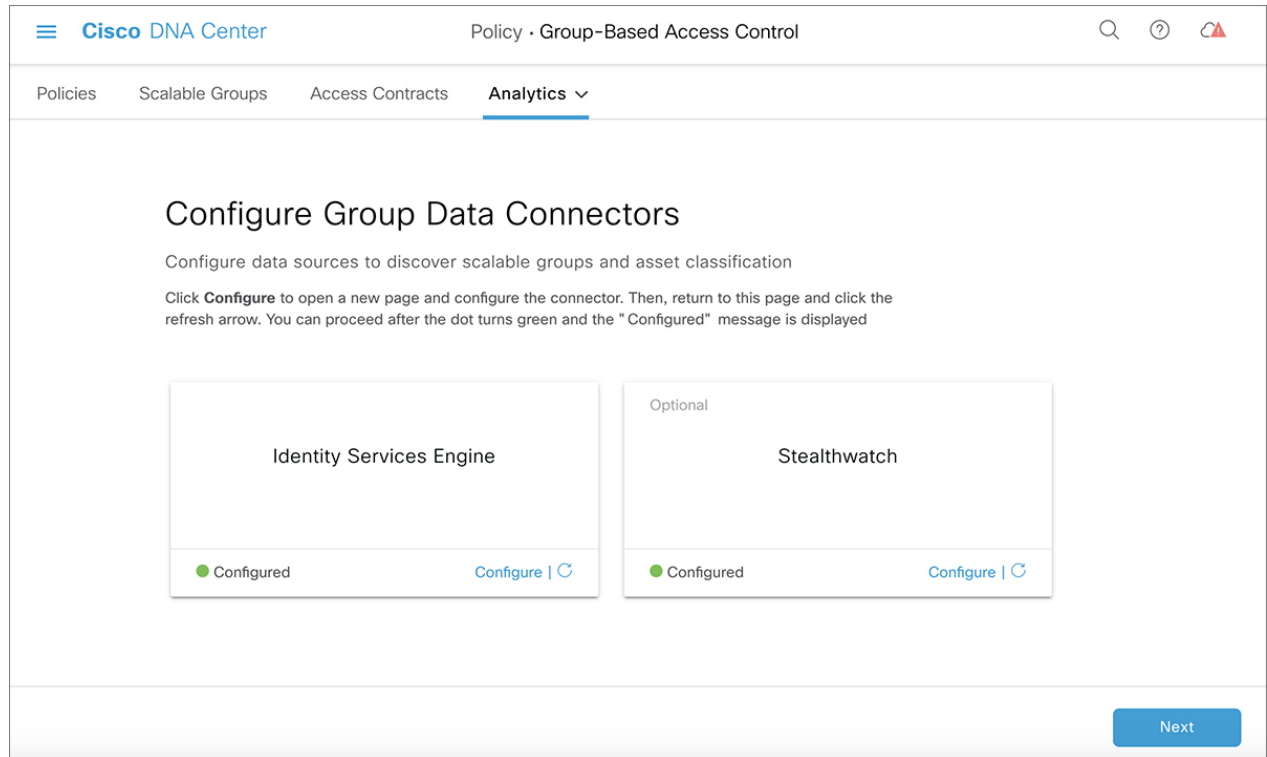 Cisco DNA Center
Policy · Group-Based Access Control
Policies
Scalable Groups
Access Contracts
Analytics
Configure Group Data Connectors
Configure data sources to discover scalable groups and asset classification
Click Configure to open a new page and configure the connector. Then, return to this page and click the
refresh arrow. You can proceed after the dot turns green and the "Configured" message is displayed
Identity Services Engine
Configured
Configure |
Optional
Stealthwatch
Configured
Configure |
Next